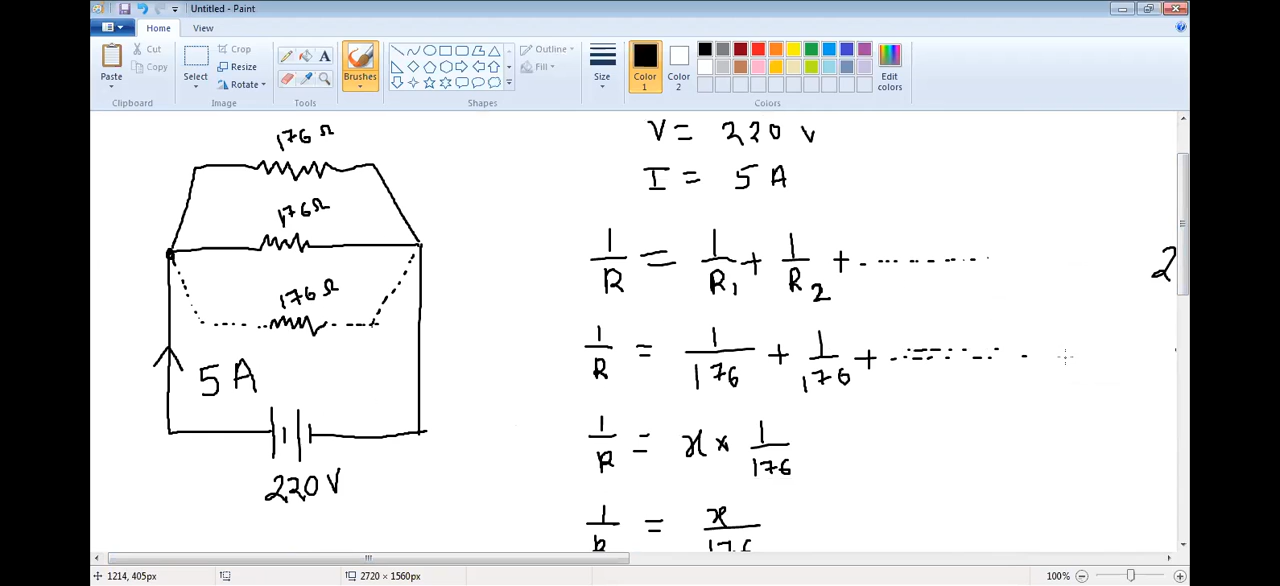 Untitled - Paint
Home View
Paste
Cut
Copy
Clipboard
Select
Crop
Resize
Rotate
Image
A
Tools
Brushes
Outline
Fill
Shapes
Size
Color 1
Color 2
Edit colors
Colors
176 Ω
176 Ω
176 Ω
5 A
220 V
V = 220 v
I = 5 A
1/R = 1/R₁ + 1/R₂ + ..........
2
1/R = 1/176 + 1/176 + ..........
1/R = x × 1/176
1/R = x/176
1214, 405px
2720 × 1560px
100%